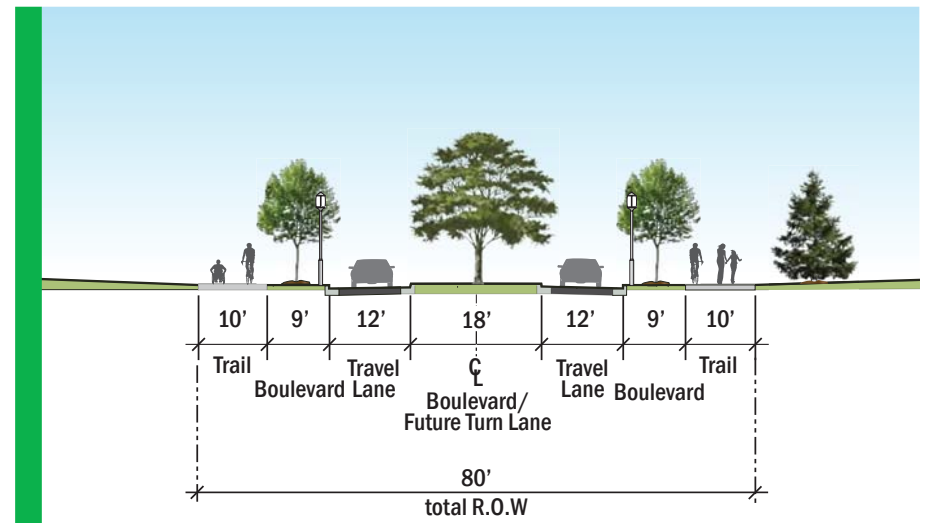 10’ 9’ 12’ 18’ 12’ 9’ 10’
Trail Travel ℄ Travel Trail
Boulevard Lane Lane Boulevard
Boulevard/
Future Turn Lane
80’
total R.O.W